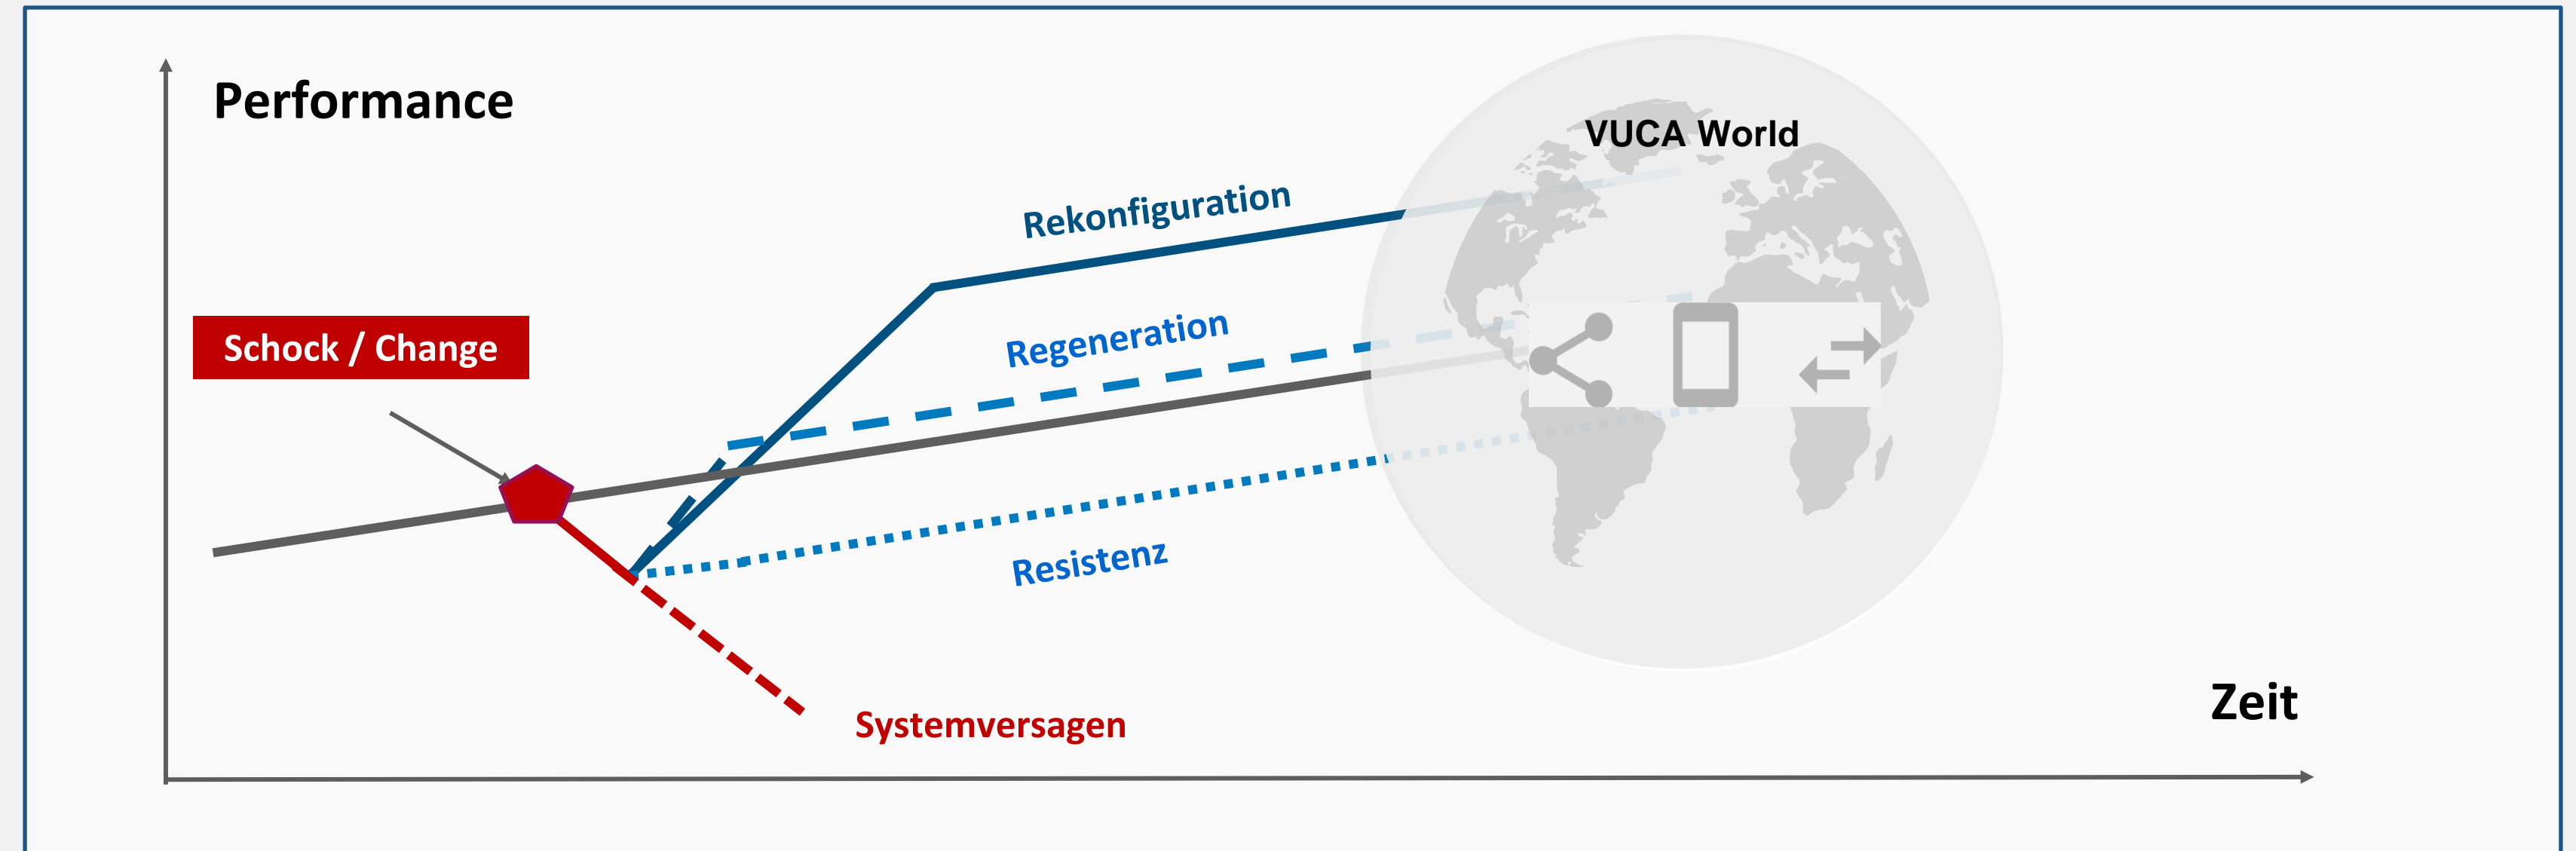 Performance
VUCA World
Rekonfiguration
Schock / Change
Regeneration
Resistenz
Systemversagen
Zeit